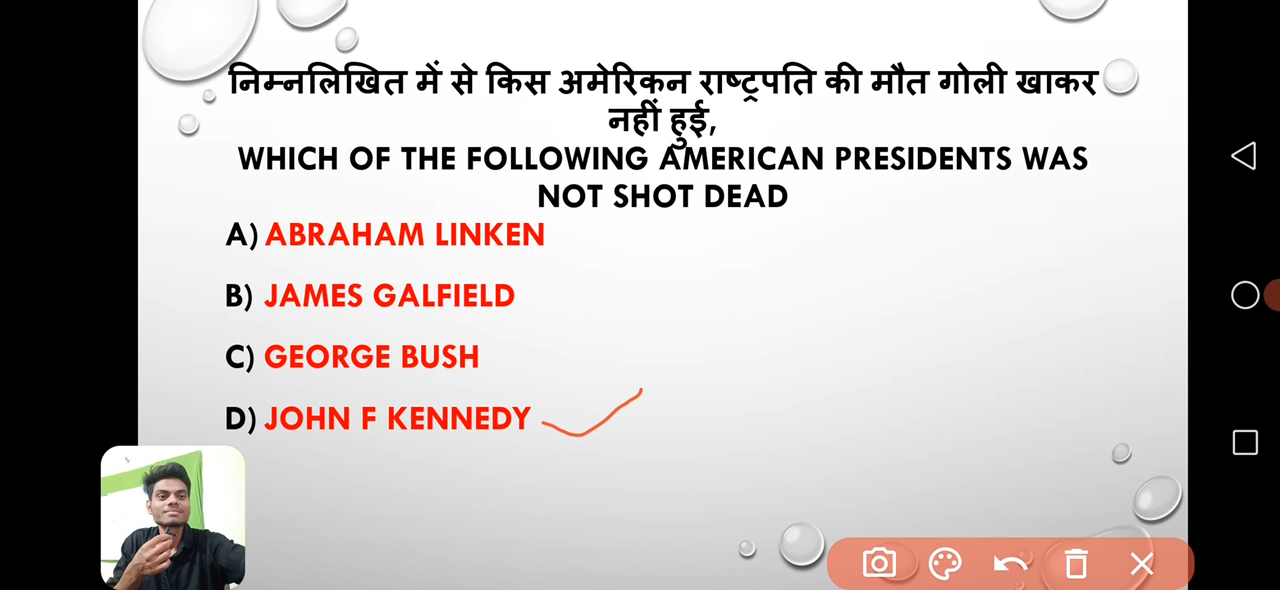 निम्नलिखित में से किस अमेरिकन राष्ट्रपति की मौत गोली खाकर
नहीं हुई,
WHICH OF THE FOLLOWING AMERICAN PRESIDENTS WAS
NOT SHOT DEAD
A) ABRAHAM LINKEN
B) JAMES GALFIELD
C) GEORGE BUSH
D) JOHN F KENNEDY